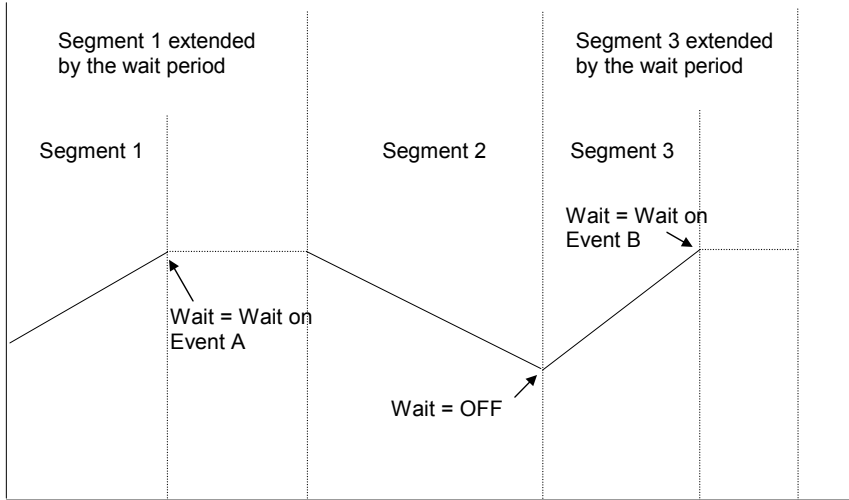 Segment 1 extended
by the wait period
Segment 3 extended
by the wait period
Segment 1
Segment 2
Segment 3
Wait = Wait on
Event B
Wait = Wait on
Event A
Wait = OFF